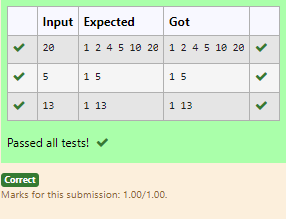 Input Expected Got
20 1 2 4 5 10 20 1 2 4 5 10 20
5 1 5 1 5
13 1 13 1 13
Passed all tests!
Correct
Marks for this submission: 1.00/1.00.